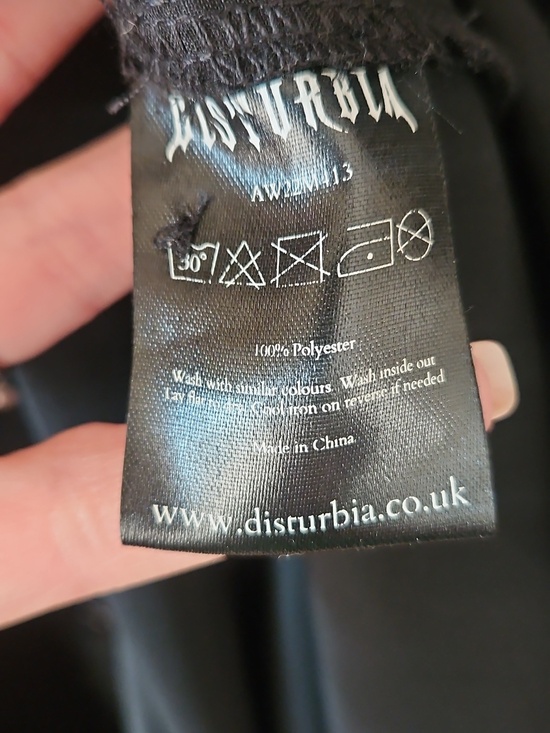 DISTURBIA
30°
100% Polyester
Wash with similar colours. Wash inside out
Lay flat to dry. Cool iron on reverse if needed
Made in China
www.disturbia.co.uk